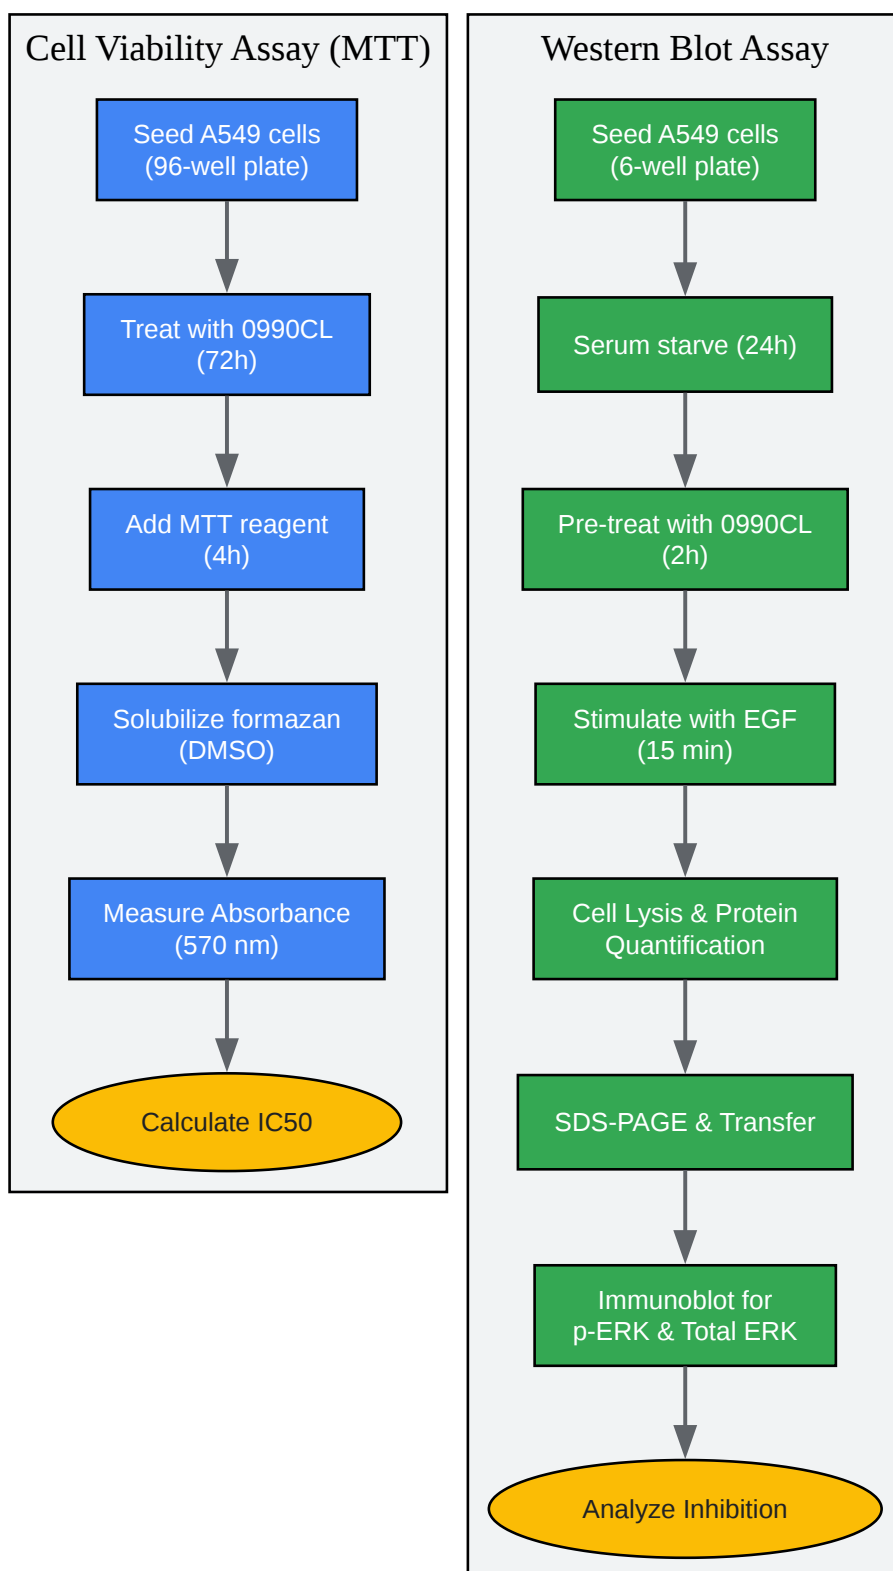 Cell Viability Assay (MTT)
Seed A549 cells
(96-well plate)
Treat with 0990CL
(72h)
Add MTT reagent
(4h)
Solubilize formazan
(DMSO)
Measure Absorbance
(570 nm)
Calculate IC50
Western Blot Assay
Seed A549 cells
(6-well plate)
Serum starve (24h)
Pre-treat with 0990CL
(2h)
Stimulate with EGF
(15 min)
Cell Lysis & Protein
Quantification
SDS-PAGE & Transfer
Immunoblot for
p-ERK & Total ERK
Analyze Inhibition